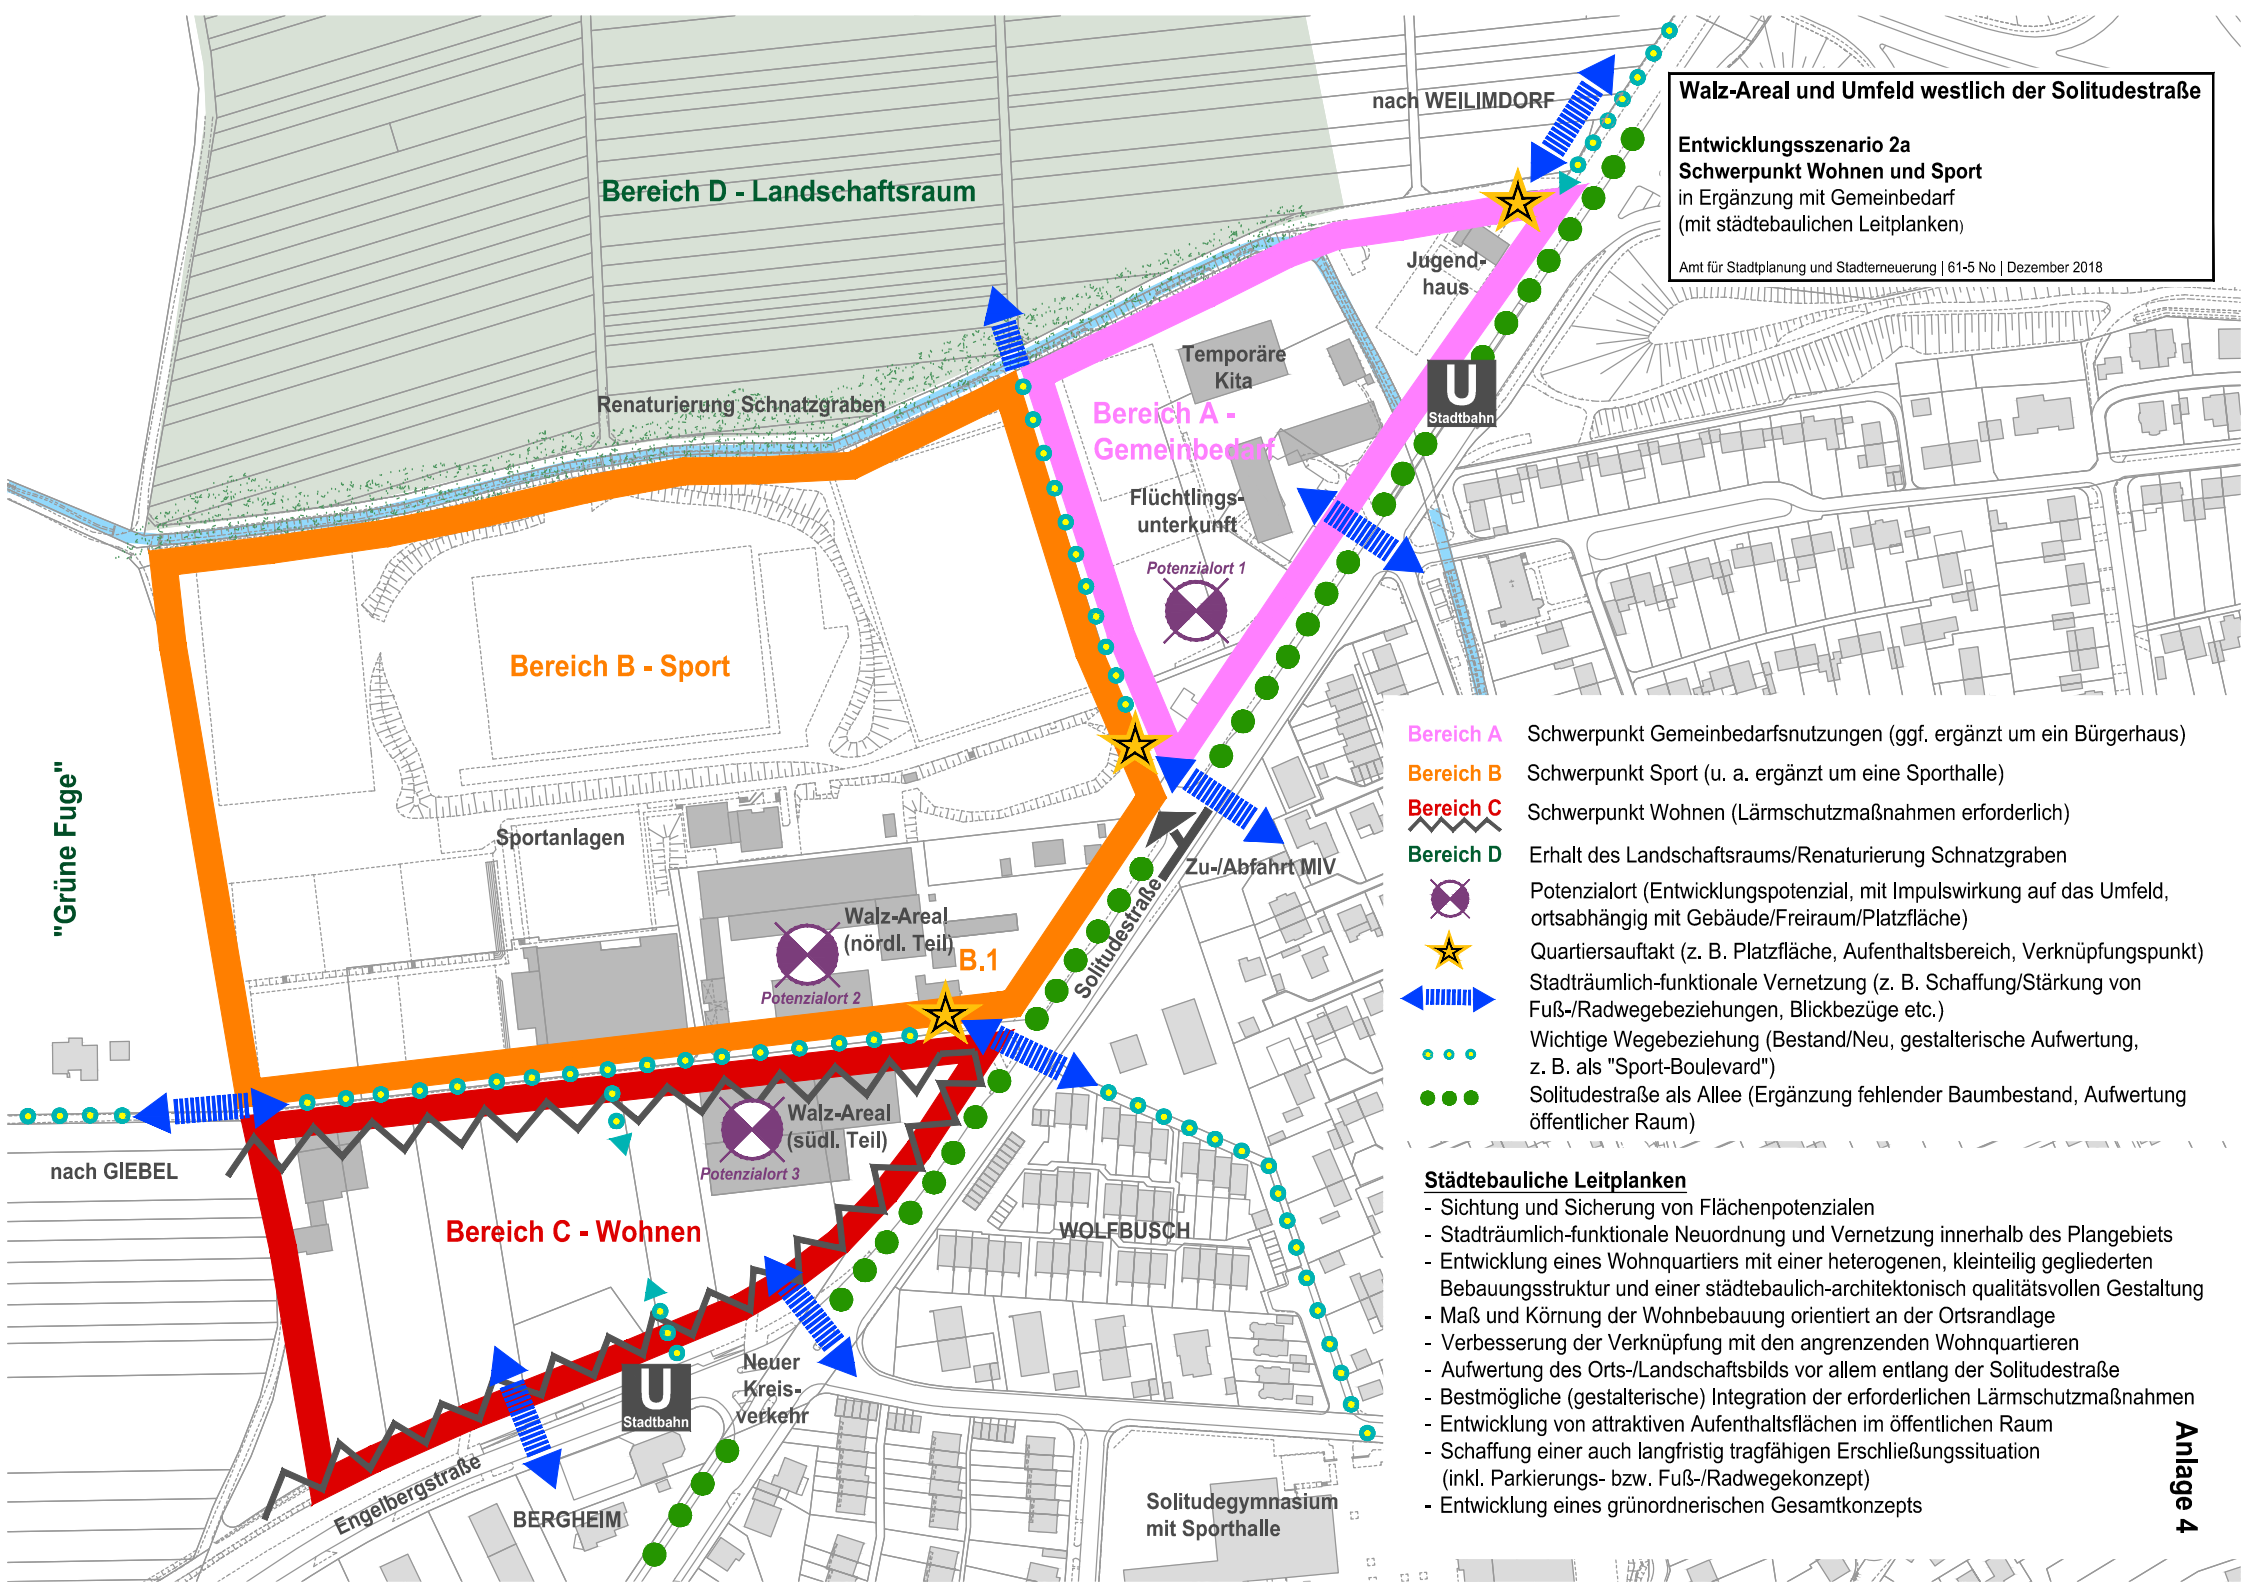 nach WEILIMDORF
Walz-Areal und Umfeld westlich der Solitudestraße
Entwicklungsszenario 2a
Schwerpunkt Wohnen und Sport
in Ergänzung mit Gemeinbedarf
(mit städtebaulichen Leitplanken)
Amt für Stadtplanung und Stadterneuerung | 61-5 No | Dezember 2018
Bereich D - Landschaftsraum
Jugend-
haus
Temporäre
Kita
U
Stadtbahn
Renaturierung Schnatzgraben
Bereich A -
Gemeinbedarf
Flüchtlings-
unterkunft
Potenzialort 1
Bereich B - Sport
"Grüne Fuge"
Sportanlagen
Zu-/Abfahrt MIV
Solitudestraße
Walz-Areal
(nördl. Teil)
B.1
Potenzialort 2
Walz-Areal
(südl. Teil)
Potenzialort 3
nach GIEBEL
Bereich C - Wohnen
WOLFBUSCH
Neuer
Kreis-
verkehr
U
Stadtbahn
Engelbergstraße
BERGHEIM
Solitudegymnasium
mit Sporthalle
Bereich A Schwerpunkt Gemeinbedarfsnutzungen (ggf. ergänzt um ein Bürgerhaus)
Bereich B Schwerpunkt Sport (u. a. ergänzt um eine Sporthalle)
Bereich C Schwerpunkt Wohnen (Lärmschutzmaßnahmen erforderlich)
Bereich D Erhalt des Landschaftsraums/Renaturierung Schnatzgraben
Potenzialort (Entwicklungspotenzial, mit Impulswirkung auf das Umfeld,
ortsabhängig mit Gebäude/Freiraum/Platzfläche)
Quartiersauftakt (z. B. Platzfläche, Aufenthaltsbereich, Verknüpfungspunkt)
Stadträumlich-funktionale Vernetzung (z. B. Schaffung/Stärkung von
Fuß-/Radwegebeziehungen, Blickbezüge etc.)
Wichtige Wegebeziehung (Bestand/Neu, gestalterische Aufwertung,
z. B. als "Sport-Boulevard")
Solitudestraße als Allee (Ergänzung fehlender Baumbestand, Aufwertung
öffentlicher Raum)
Städtebauliche Leitplanken
- Sichtung und Sicherung von Flächenpotenzialen
- Stadträumlich-funktionale Neuordnung und Vernetzung innerhalb des Plangebiets
- Entwicklung eines Wohnquartiers mit einer heterogenen, kleinteilig gegliederten
Bebauungsstruktur und einer städtebaulich-architektonisch qualitätsvollen Gestaltung
- Maß und Körnung der Wohnbebauung orientiert an der Ortsrandlage
- Verbesserung der Verknüpfung mit den angrenzenden Wohnquartieren
- Aufwertung des Orts-/Landschaftsbilds vor allem entlang der Solitudestraße
- Bestmögliche (gestalterische) Integration der erforderlichen Lärmschutzmaßnahmen
- Entwicklung von attraktiven Aufenthaltsflächen im öffentlichen Raum
- Schaffung einer auch langfristig tragfähigen Erschließungssituation
(inkl. Parkierungs- bzw. Fuß-/Radwegekonzept)
- Entwicklung eines grünordnerischen Gesamtkonzepts
Anlage 4